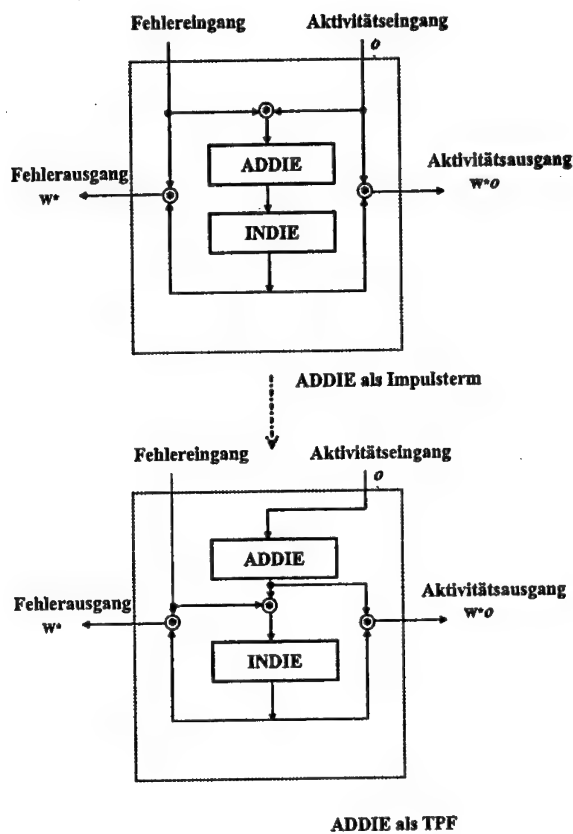 Fehlereingang Aktivitätseingang
o
ADDIE
Fehlerausgang Aktivitätsausgang
w* w*o
INDIE
ADDIE als Impulsterm
Fehlereingang Aktivitätseingang
o
ADDIE
Fehlerausgang Aktivitätsausgang
w* w*o
INDIE
ADDIE als TPF